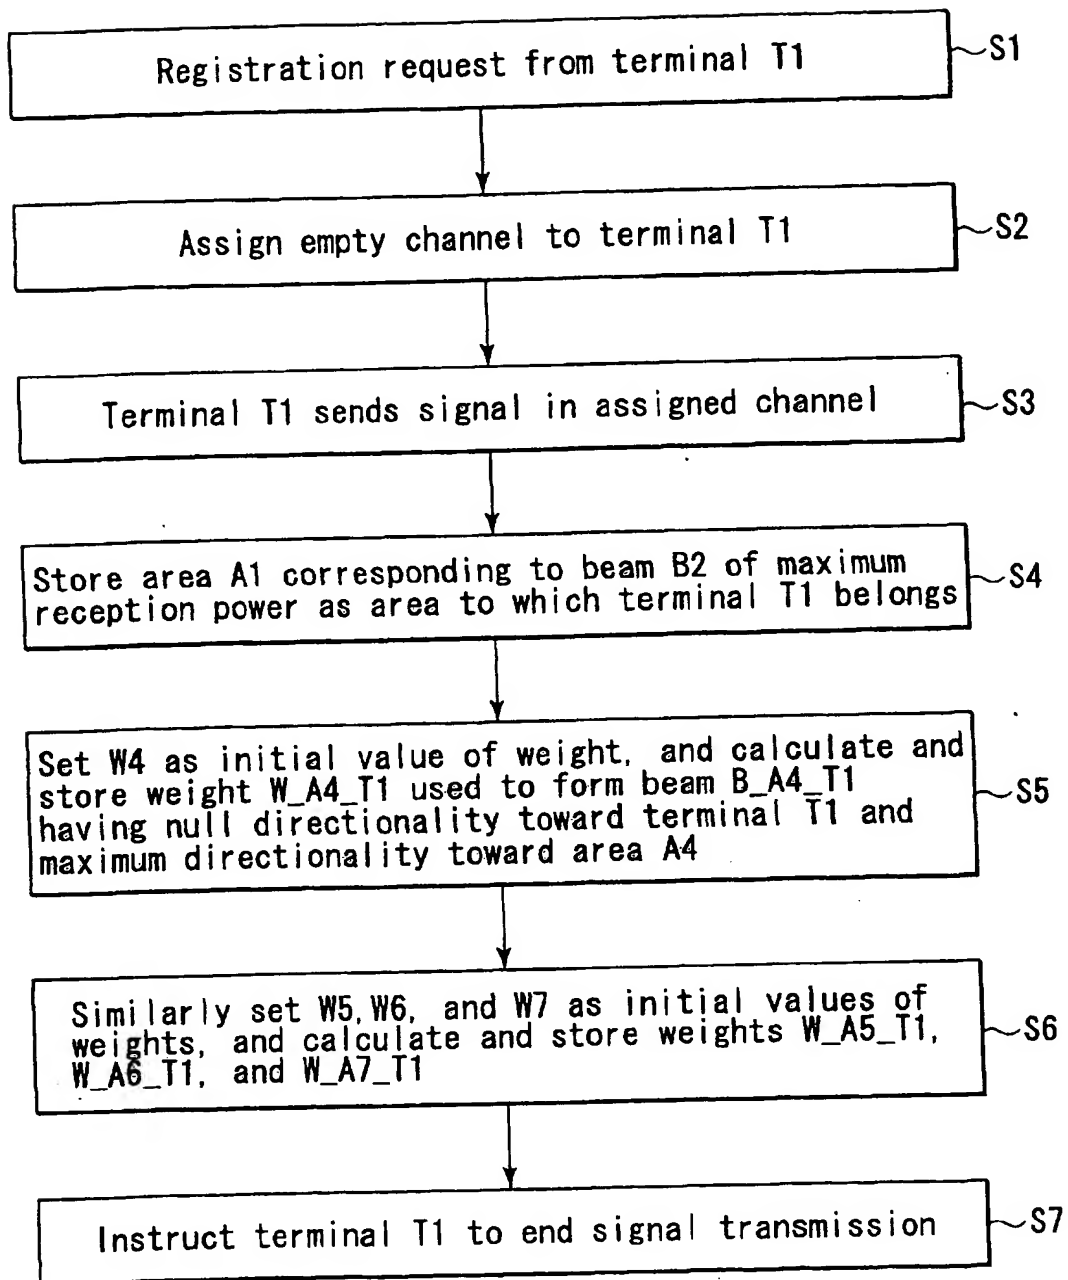 Registration request from terminal T1
S1
Assign empty channel to terminal T1
S2
Terminal T1 sends signal in assigned channel
S3
Store area A1 corresponding to beam B2 of maximum
reception power as area to which terminal T1 belongs
S4
Set W4 as initial value of weight, and calculate and
store weight W_A4_T1 used to form beam B_A4_T1
having null directionality toward terminal T1 and
maximum directionality toward area A4
S5
Similarly set W5, W6, and W7 as initial values of
weights, and calculate and store weights W_A5_T1,
W_A6_T1, and W_A7_T1
S6
Instruct terminal T1 to end signal transmission
S7